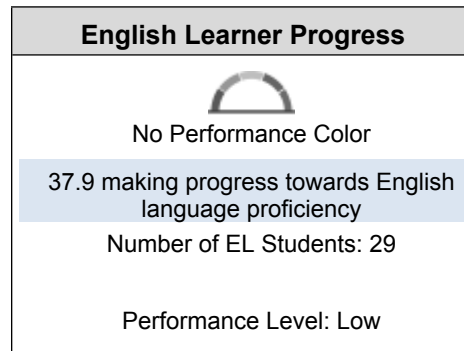 English Learner Progress
No Performance Color
37.9 making progress towards English
language proficiency
Number of EL Students: 29
Performance Level: Low